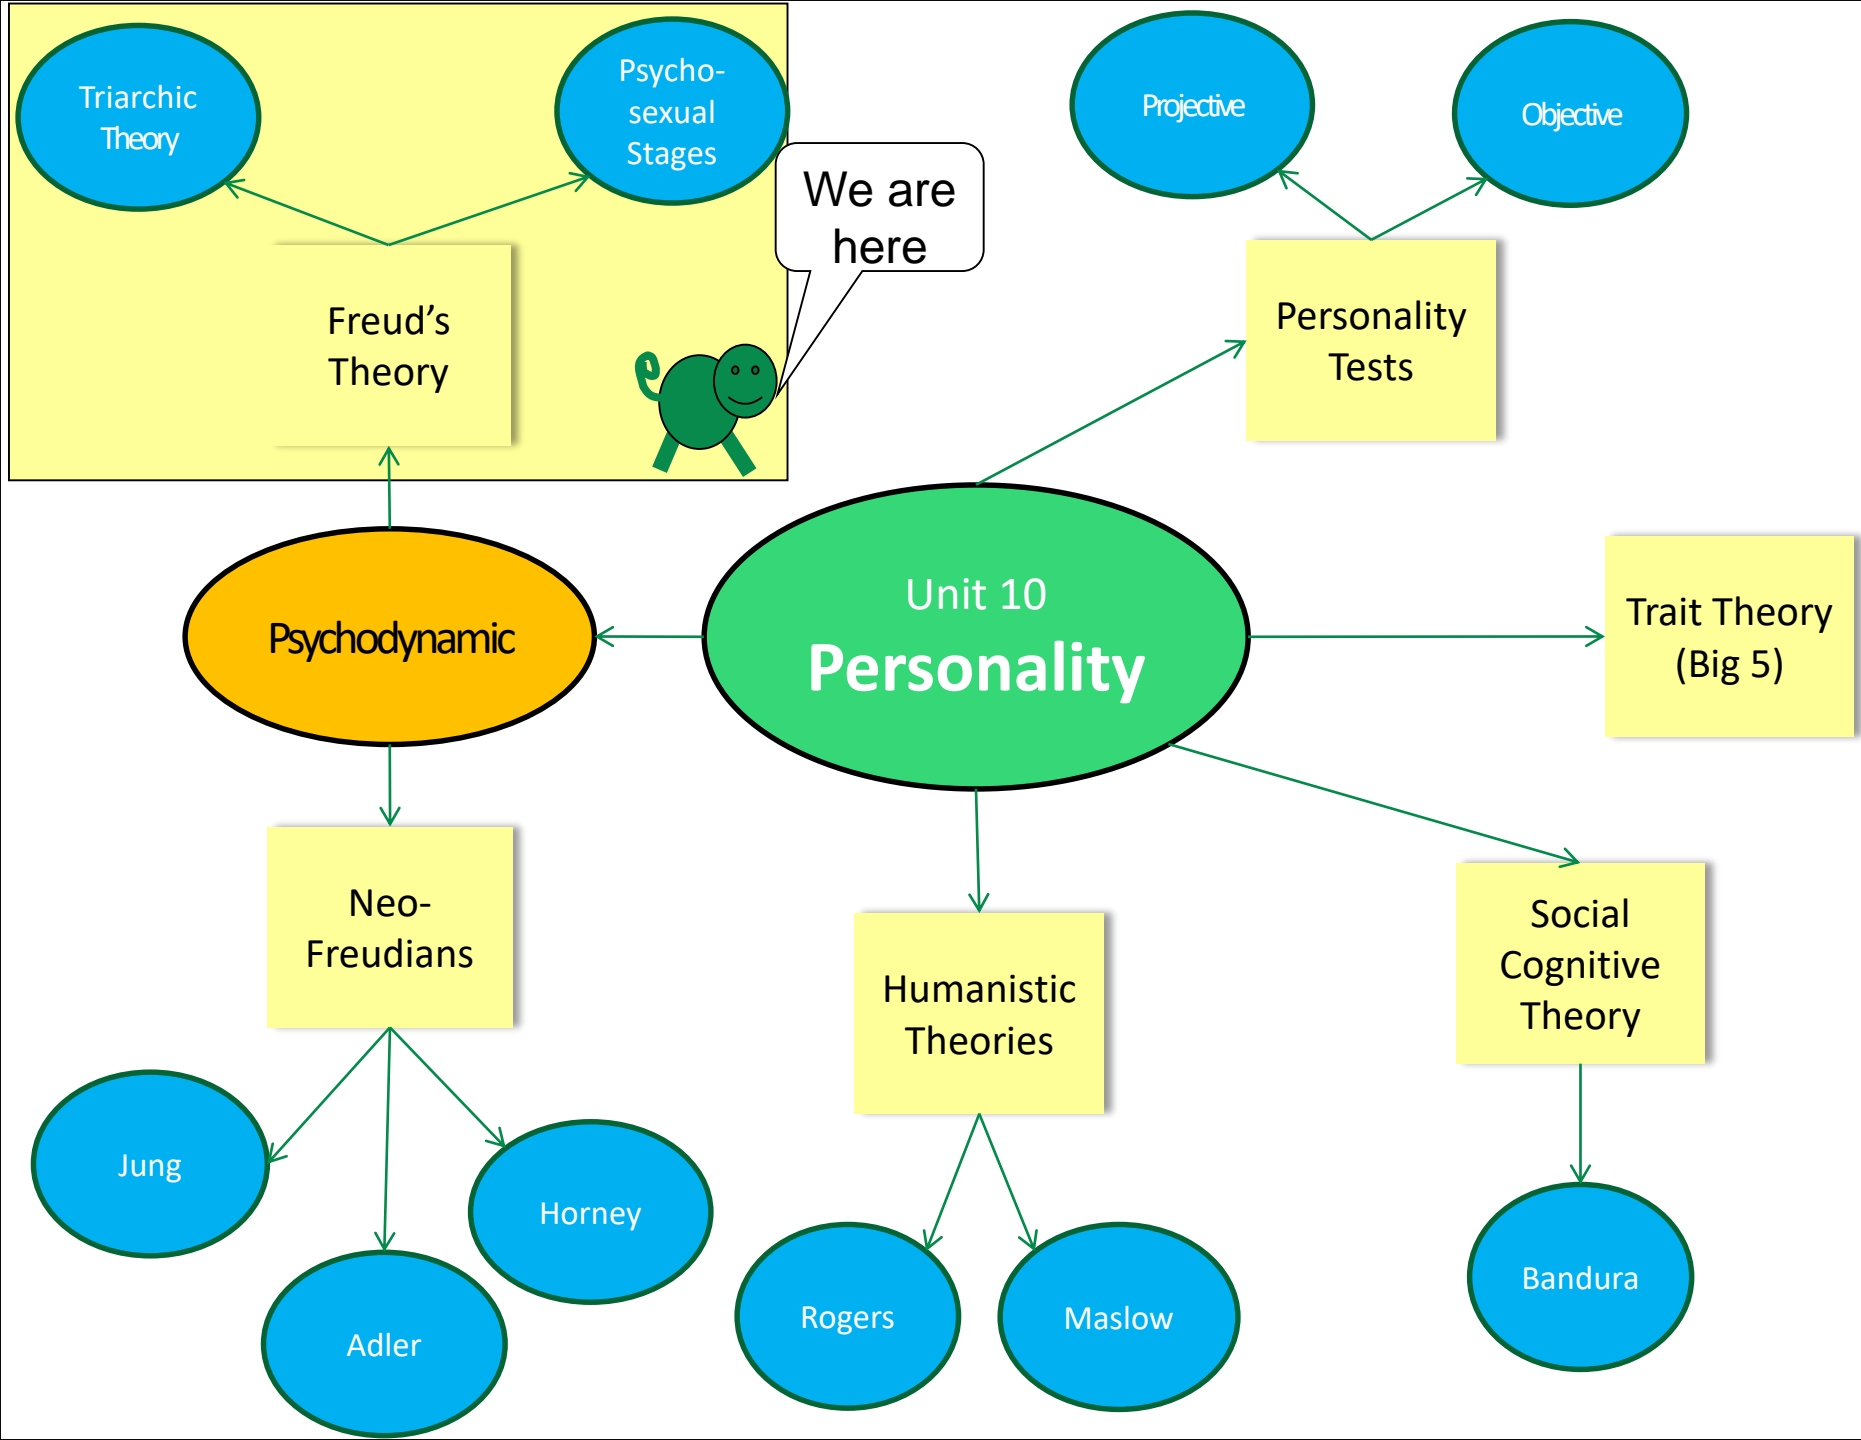 Triarchic
Theory
Psycho-
sexual
Stages
Projective
Objective
We are
here
Freud's
Theory
Personality
Tests
Unit 10
Personality
Psychodynamic
Trait Theory
(Big 5)
Neo-
Freudians
Humanistic
Theories
Social
Cognitive
Theory
Jung
Horney
Adler
Rogers
Maslow
Bandura